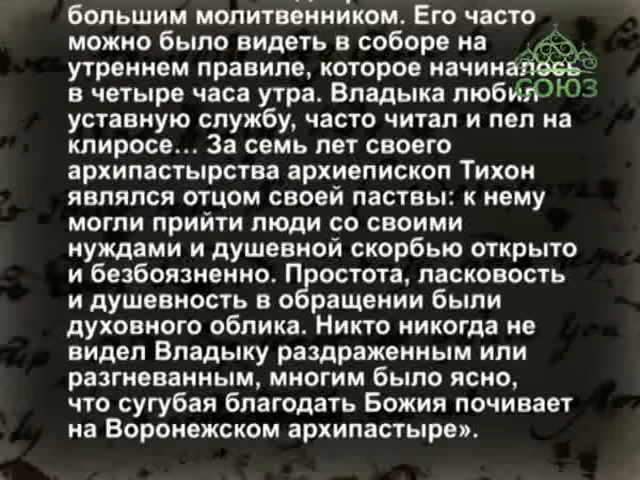 большим молитвенником. Его часто
можно было видеть в соборе на
утреннем правиле, которое начиналось
в четыре часа утра. Владыка любил
уставную службу, часто читал и пел на
клиросе... За семь лет своего
архипастырства архиепископ Тихон
являлся отцом своей паствы: к нему
могли прийти люди со своими
нуждами и душевной скорбью открыто
и безбоязненно. Простота, ласковость
и душевность в обращении были
духовного облика. Никто никогда не
видел Владыку раздраженным или
разгневанным, многим было ясно,
что сугубая благодать Божия почивает
на Воронежском архипастыре».
СОЮЗ